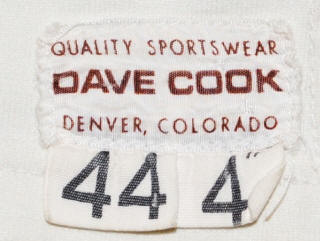 QUALITY SPORTSWEAR
DAVE COOK
DENVER, COLORADO
44 4"